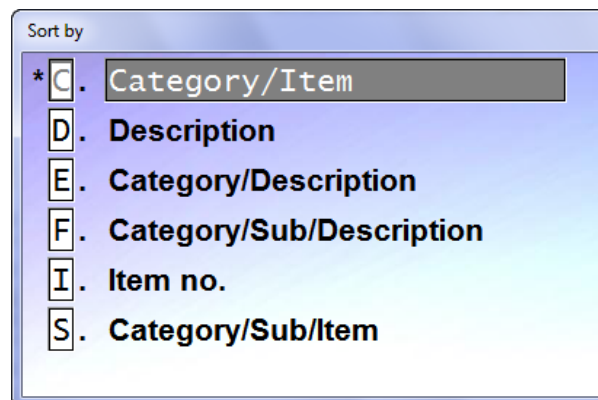 Sort by
*C. Category/Item
D. Description
E. Category/Description
F. Category/Sub/Description
I. Item no.
S. Category/Sub/Item